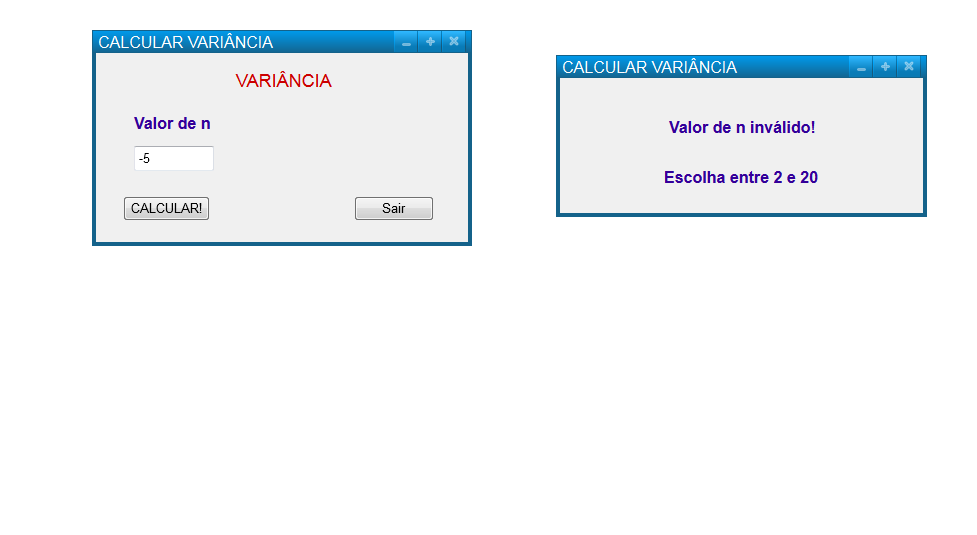 CALCULAR VARIÂNCIA
VARIÂNCIA
Valor de n
-5
CALCULAR!
Sair
CALCULAR VARIÂNCIA
Valor de n inválido!
Escolha entre 2 e 20